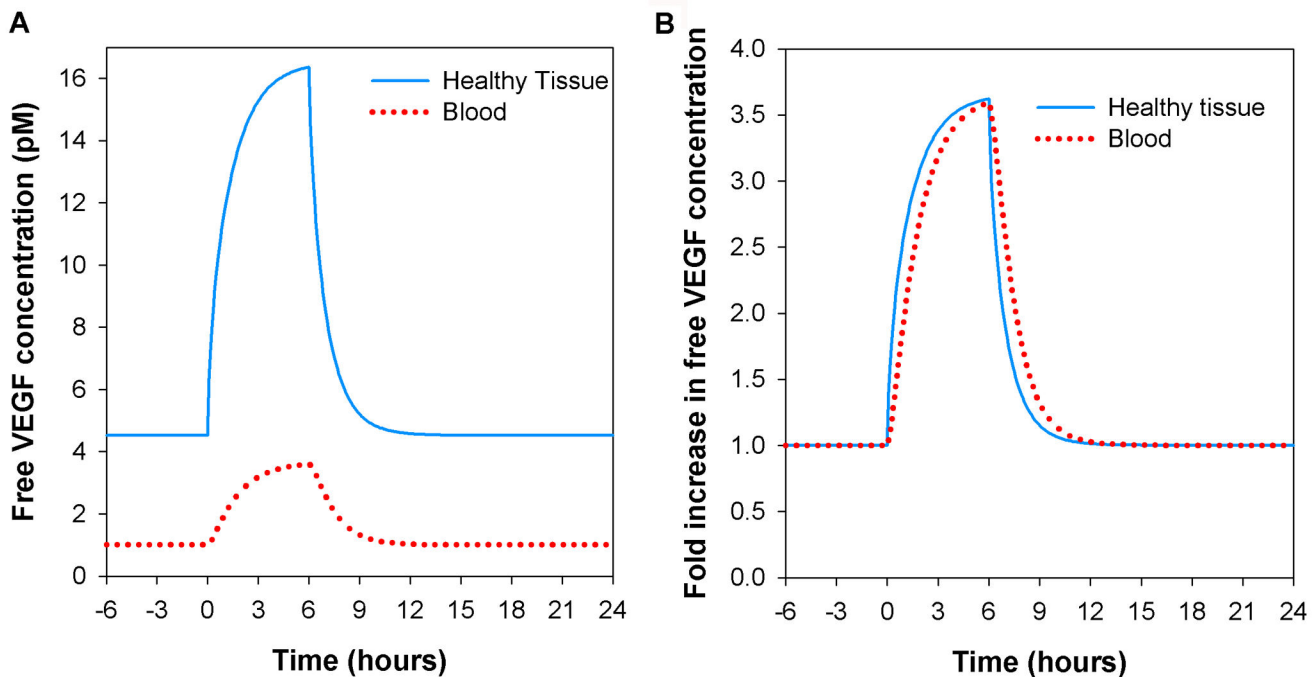 A
Free VEGF concentration (pM)
16
14
12
10
8
6
4
2
0
Healthy Tissue
Blood
-6 -3 0 3 6 9 12 15 18 21 24
Time (hours)
B
Fold increase in free VEGF concentration
4.0
3.5
3.0
2.5
2.0
1.5
1.0
0.5
0.0
Healthy tissue
Blood
-6 -3 0 3 6 9 12 15 18 21 24
Time (hours)